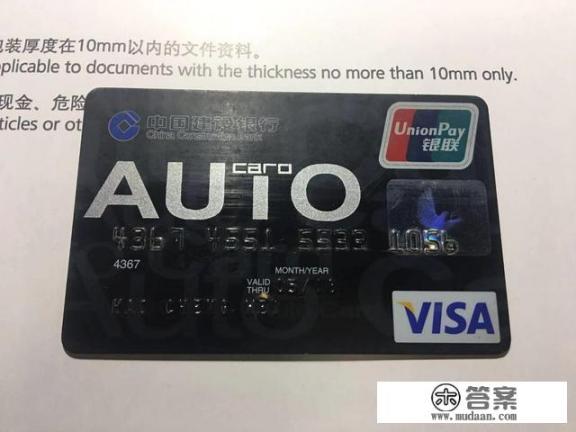 装厚度在10mm以内的文件资料。
plicable to documents with the thickness no more than 10mm only.
现金、危险
ticles or ot
中国建设银行
China Construction Bank
UnionPay
银联
card
AUTO
4367
MONTH/YEAR
VALID
THRU
VISA
答案
www.mudaan.com